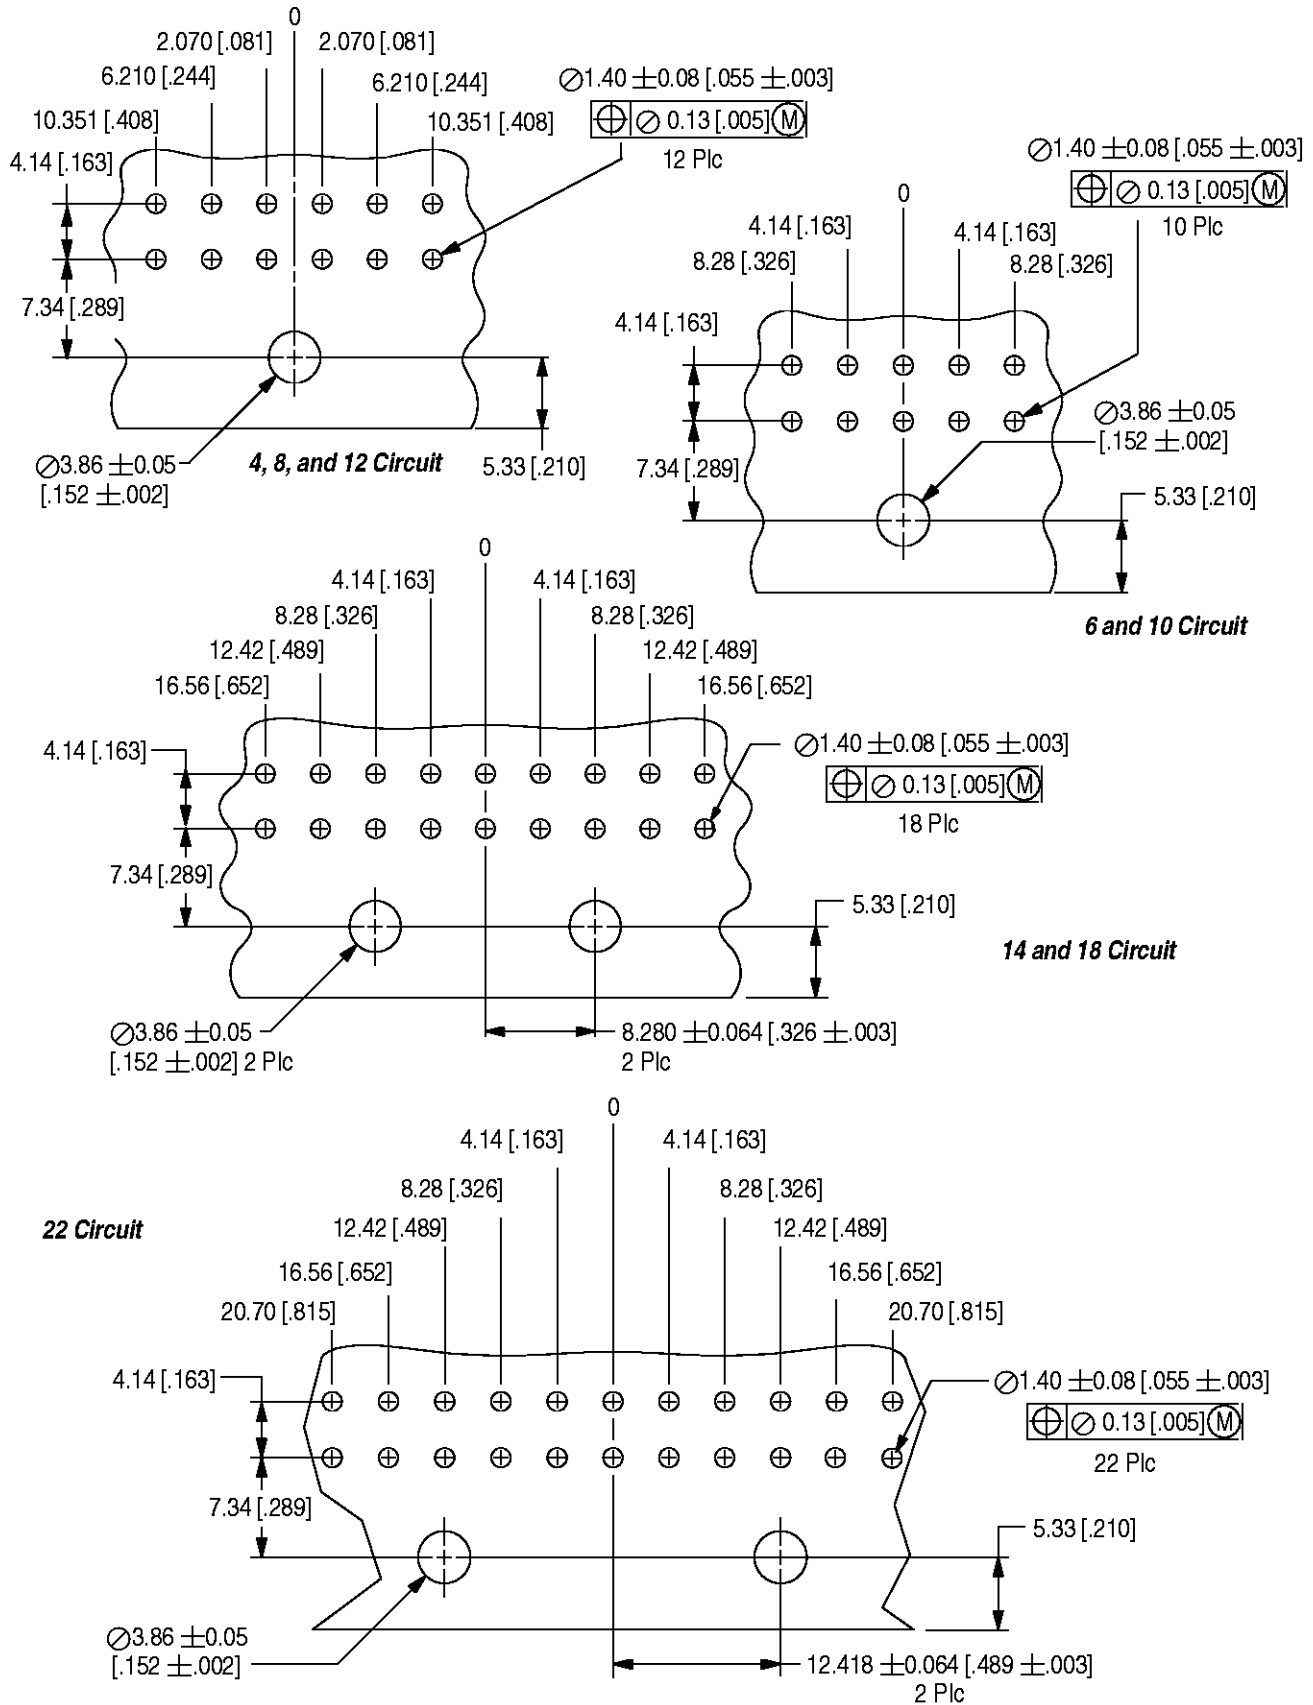 0
2.070 [.081]
2.070 [.081]
6.210 [.244]
6.210 [.244]
10.351 [.408]
10.351 [.408]
4.14 [.163]
7.34 [.289]
⌀1.40 ±0.08 [.055 ±.003]
⌖ ⌀ 0.13 [.005] Ⓜ
12 Plc
⌀3.86 ±0.05
[.152 ±.002]
4, 8, and 12 Circuit
5.33 [.210]
⌀1.40 ±0.08 [.055 ±.003]
⌖ ⌀ 0.13 [.005] Ⓜ
10 Plc
0
4.14 [.163]
4.14 [.163]
8.28 [.326]
8.28 [.326]
4.14 [.163]
7.34 [.289]
⌀3.86 ±0.05
[.152 ±.002]
5.33 [.210]
6 and 10 Circuit
0
4.14 [.163]
4.14 [.163]
8.28 [.326]
8.28 [.326]
12.42 [.489]
12.42 [.489]
16.56 [.652]
16.56 [.652]
4.14 [.163]
7.34 [.289]
⌀1.40 ±0.08 [.055 ±.003]
⌖ ⌀ 0.13 [.005] Ⓜ
18 Plc
5.33 [.210]
14 and 18 Circuit
⌀3.86 ±0.05
[.152 ±.002] 2 Plc
8.280 ±0.064 [.326 ±.003]
2 Plc
0
4.14 [.163]
4.14 [.163]
8.28 [.326]
8.28 [.326]
22 Circuit
12.42 [.489]
12.42 [.489]
16.56 [.652]
16.56 [.652]
20.70 [.815]
20.70 [.815]
4.14 [.163]
7.34 [.289]
⌀1.40 ±0.08 [.055 ±.003]
⌖ ⌀ 0.13 [.005] Ⓜ
22 Plc
5.33 [.210]
⌀3.86 ±0.05
[.152 ±.002]
12.418 ±0.064 [.489 ±.003]
2 Plc